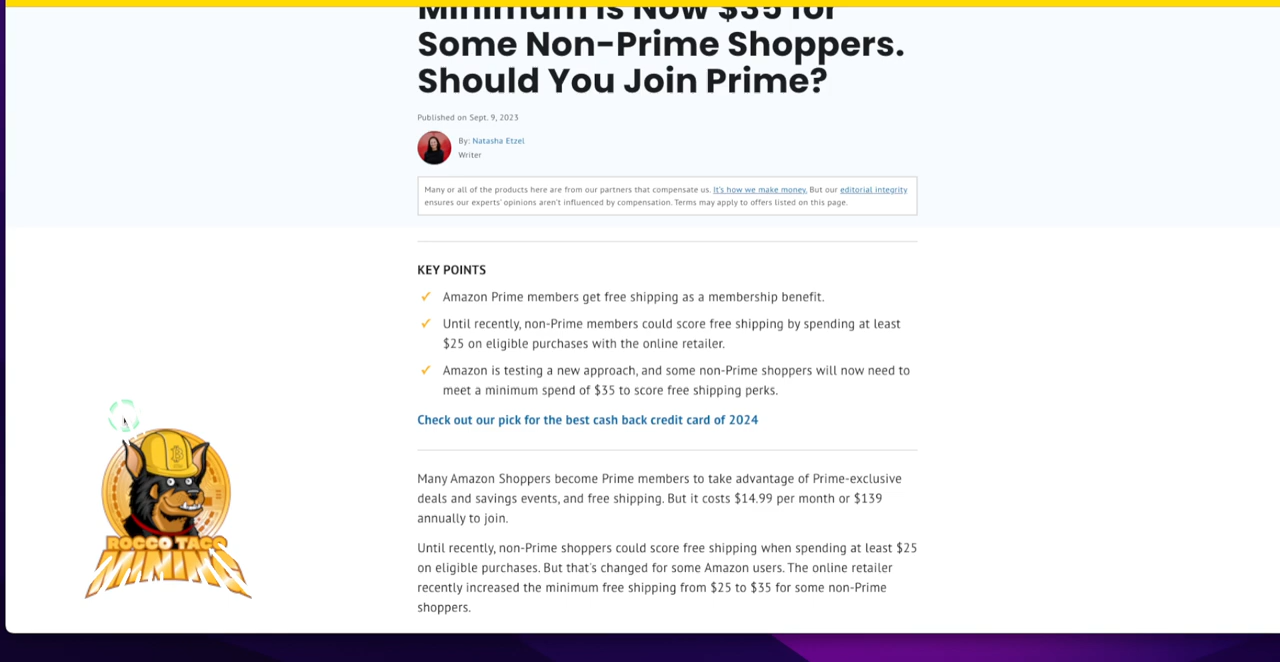 Minimum is Now $35 for
Some Non-Prime Shoppers.
Should You Join Prime?
Published on Sept. 9, 2023
By: Natasha Etzel
Writer
Many or all of the products here are from our partners that compensate us. It's how we make money. But our editorial integrity
ensures our experts' opinions aren't influenced by compensation. Terms may apply to offers listed on this page.
KEY POINTS
Amazon Prime members get free shipping as a membership benefit.
Until recently, non-Prime members could score free shipping by spending at least
$25 on eligible purchases with the online retailer.
Amazon is testing a new approach, and some non-Prime shoppers will now need to
meet a minimum spend of $35 to score free shipping perks.
Check out our pick for the best cash back credit card of 2024
Many Amazon Shoppers become Prime members to take advantage of Prime-exclusive
deals and savings events, and free shipping. But it costs $14.99 per month or $139
annually to join.
Until recently, non-Prime shoppers could score free shipping when spending at least $25
on eligible purchases. But that's changed for some Amazon users. The online retailer
recently increased the minimum free shipping from $25 to $35 for some non-Prime
shoppers.
ROCCO TACO
MINING